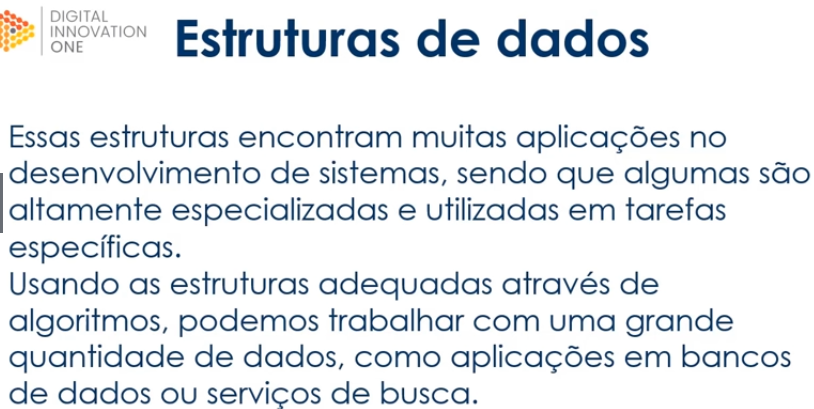 DIGITAL
INNOVATION
ONE
Estruturas de dados
Essas estruturas encontram muitas aplicações no
desenvolvimento de sistemas, sendo que algumas são
altamente especializadas e utilizadas em tarefas
específicas.
Usando as estruturas adequadas através de
algoritmos, podemos trabalhar com uma grande
quantidade de dados, como aplicações em bancos
de dados ou serviços de busca.